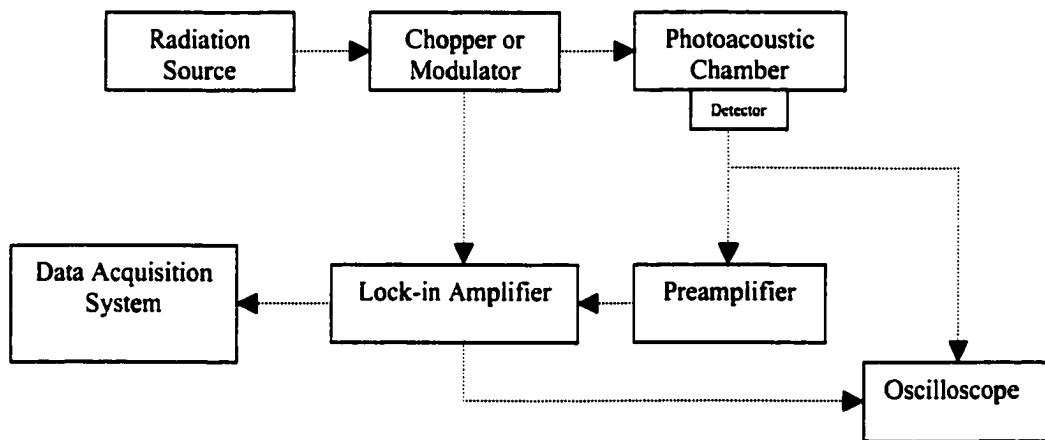 Radiation
Source
Chopper or
Modulator
Photoacoustic
Chamber
Detector
Data Acquisition
System
Lock-in Amplifier
Preamplifier
Oscilloscope